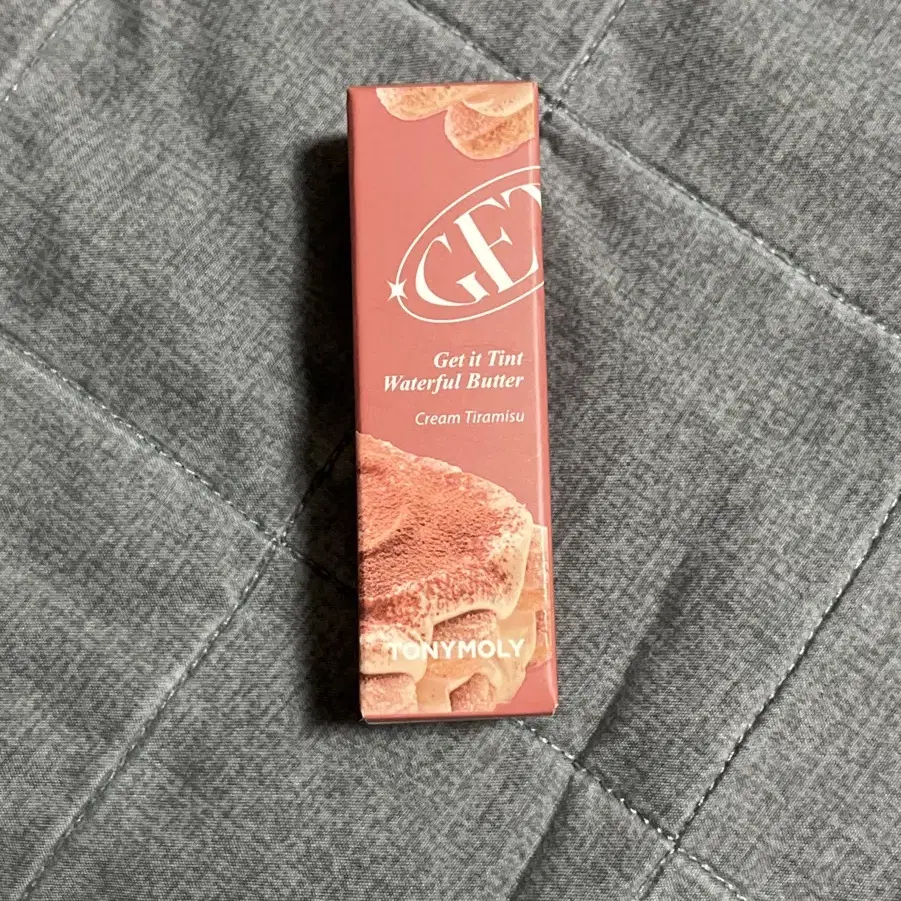 GET
Get it Tint
Waterful Butter
Cream Tiramisu
TONYMOLY